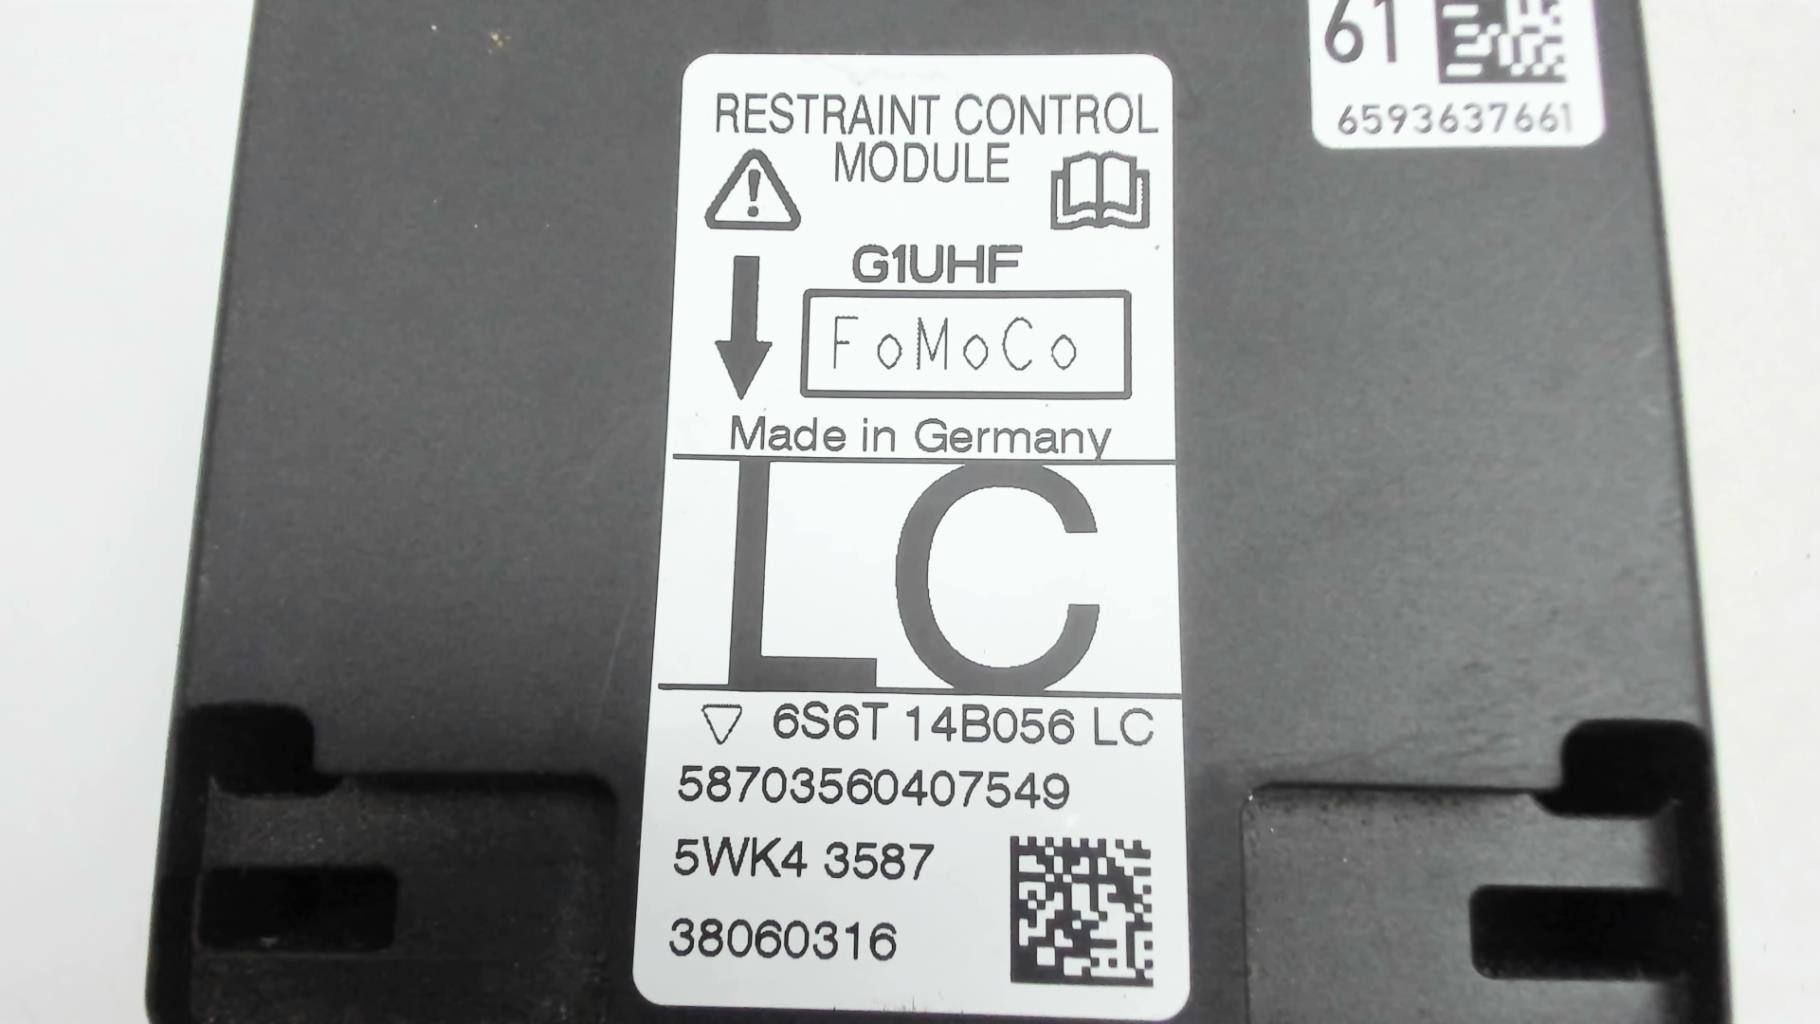 61
6593637661
RESTRAINT CONTROL
MODULE
G1UHF
FoMoCo
Made in Germany
LC
6S6T 14B056 LC
58703560407549
5WK4 3587
38060316